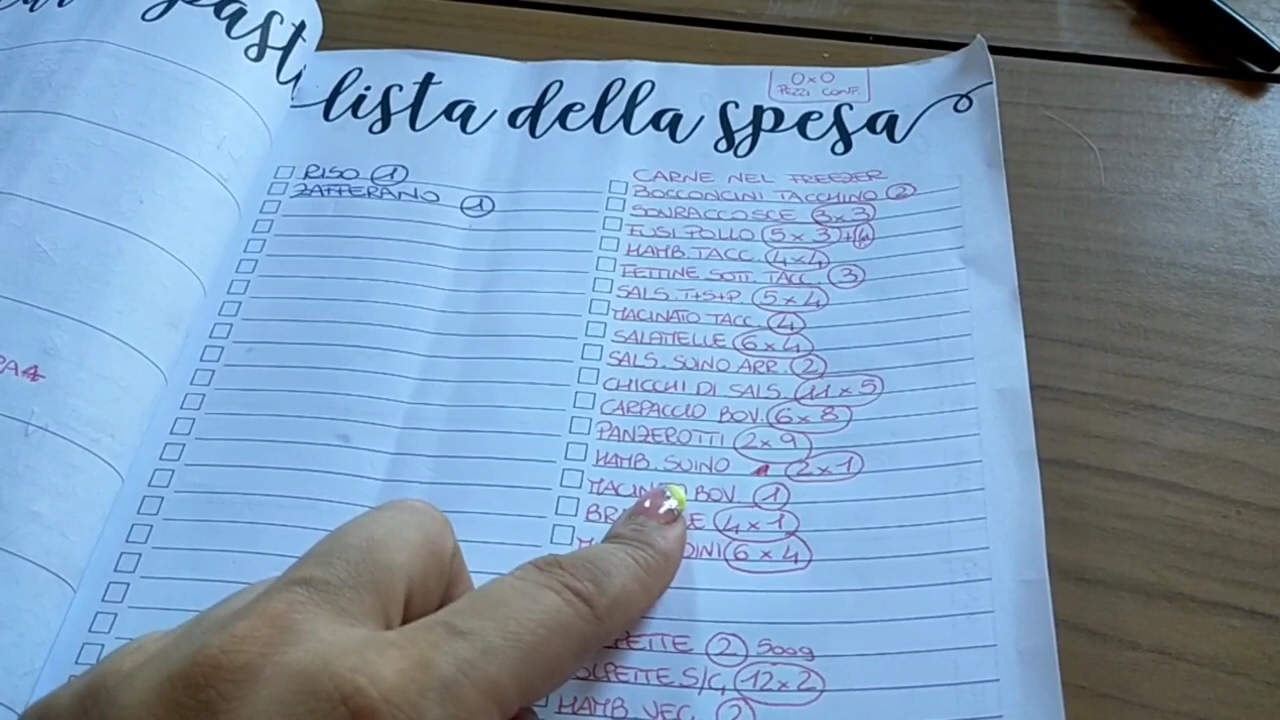 pasti
lista della spesa
0x0
PEZZI CONF.
RISO 1
ZAFFERANO 1
CARNE NEL FREEZER
BOCCONCINI TACCHINO 2
SOVRACCOSCE 3x3
FUSI POLLO 5x3+4
HAMB. TACC. 4x4
FETTINE SOTT. TACC. 3
SALS. T+S+P. 5x4
MACINATO TACC. 4
SALAMELLE 6x4
SALS. SUINO ARR. 2
CHICCHI DI SALS. 11x5
CARPACCIO BOV. 6x8
PANZEROTTI 2x9
HAMB. SUINO 2x1
BOV. 1
4x1
6x4
2 500g
POLPETTE S/G 12x2
HAMB. VEG. 2